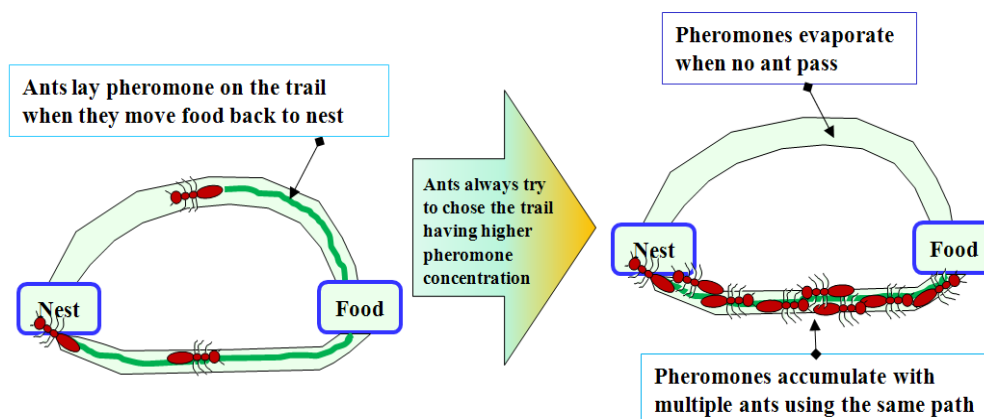 Ants lay pheromone on the trail
when they move food back to nest
Nest
Food
Ants always try
to chose the trail
having higher
pheromone
concentration
Pheromones evaporate
when no ant pass
Nest
Food
Pheromones accumulate with
multiple ants using the same path